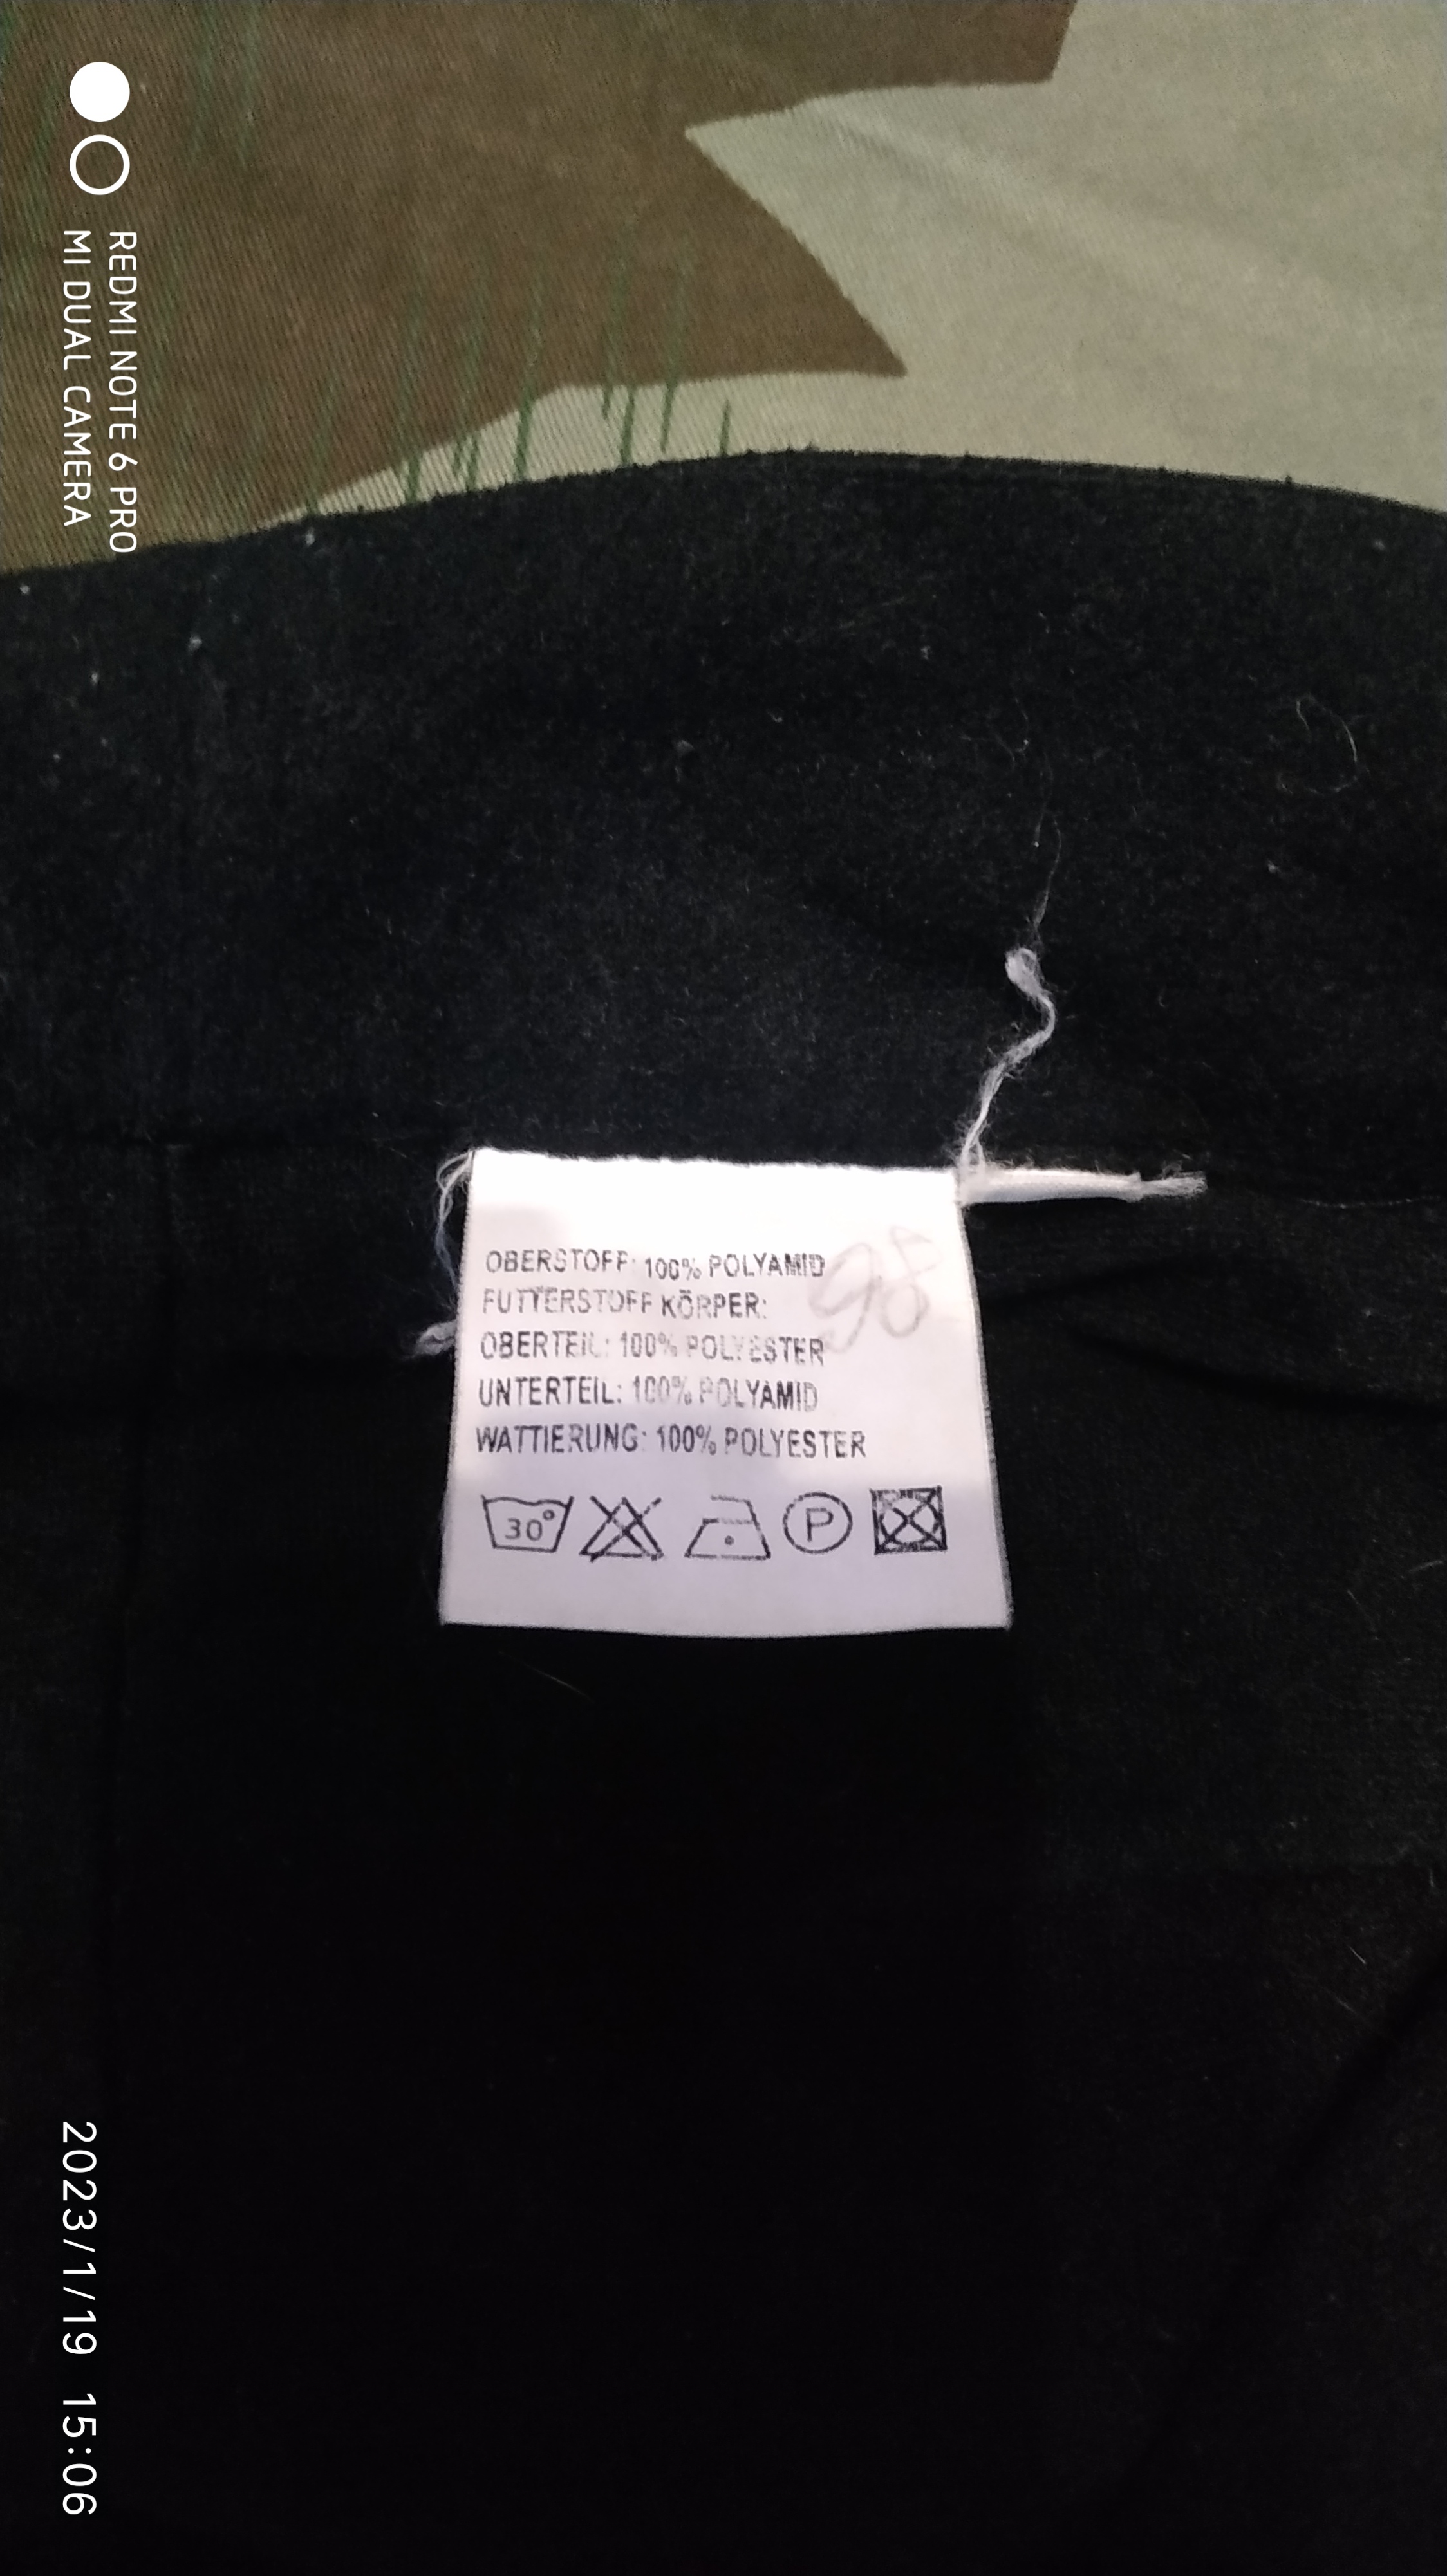 REDMI NOTE 6 PRO
MI DUAL CAMERA
98
OBERSTOFF: 100% POLYAMID
FUTTERSTOFF KÖRPER:
OBERTEIL: 100% POLYESTER
UNTERTEIL: 100% POLYAMID
WATTIERUNG: 100% POLYESTER
30° P
2023/1/19 15:06